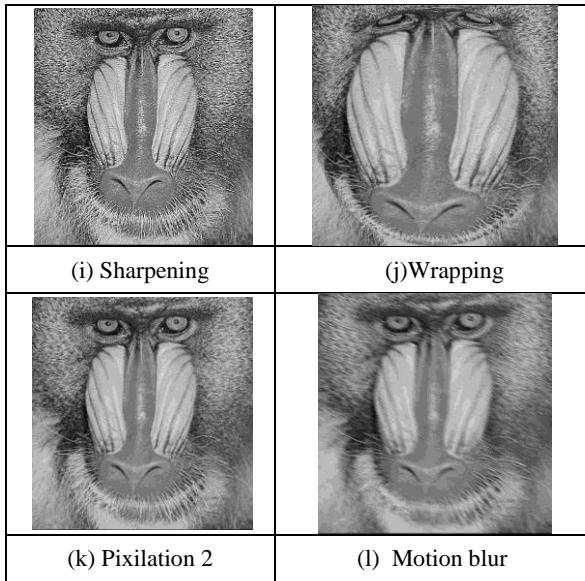 (i) Sharpening
(j)Wrapping
(k) Pixilation 2
(l) Motion blur